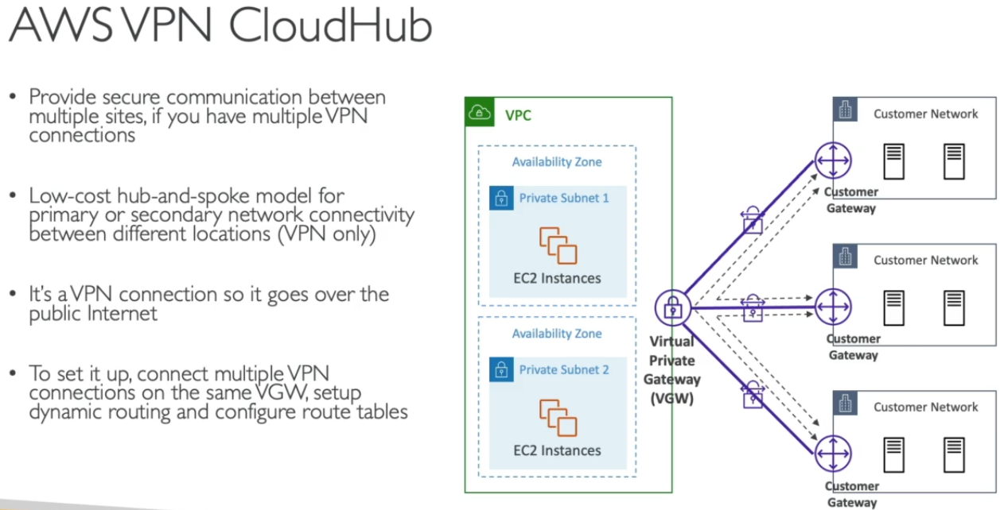 AWS VPN CloudHub
• Provide secure communication between
multiple sites, if you have multiple VPN
connections
• Low-cost hub-and-spoke model for
primary or secondary network connectivity
between different locations (VPN only)
• It's a VPN connection so it goes over the
public Internet
• To set it up, connect multiple VPN
connections on the same VGW, setup
dynamic routing and configure route tables
VPC
Availability Zone
Private Subnet 1
EC2 Instances
Availability Zone
Private Subnet 2
EC2 Instances
Virtual
Private
Gateway
(VGW)
Customer Network
Customer
Gateway
Customer Network
Customer
Gateway
Customer Network
Customer
Gateway